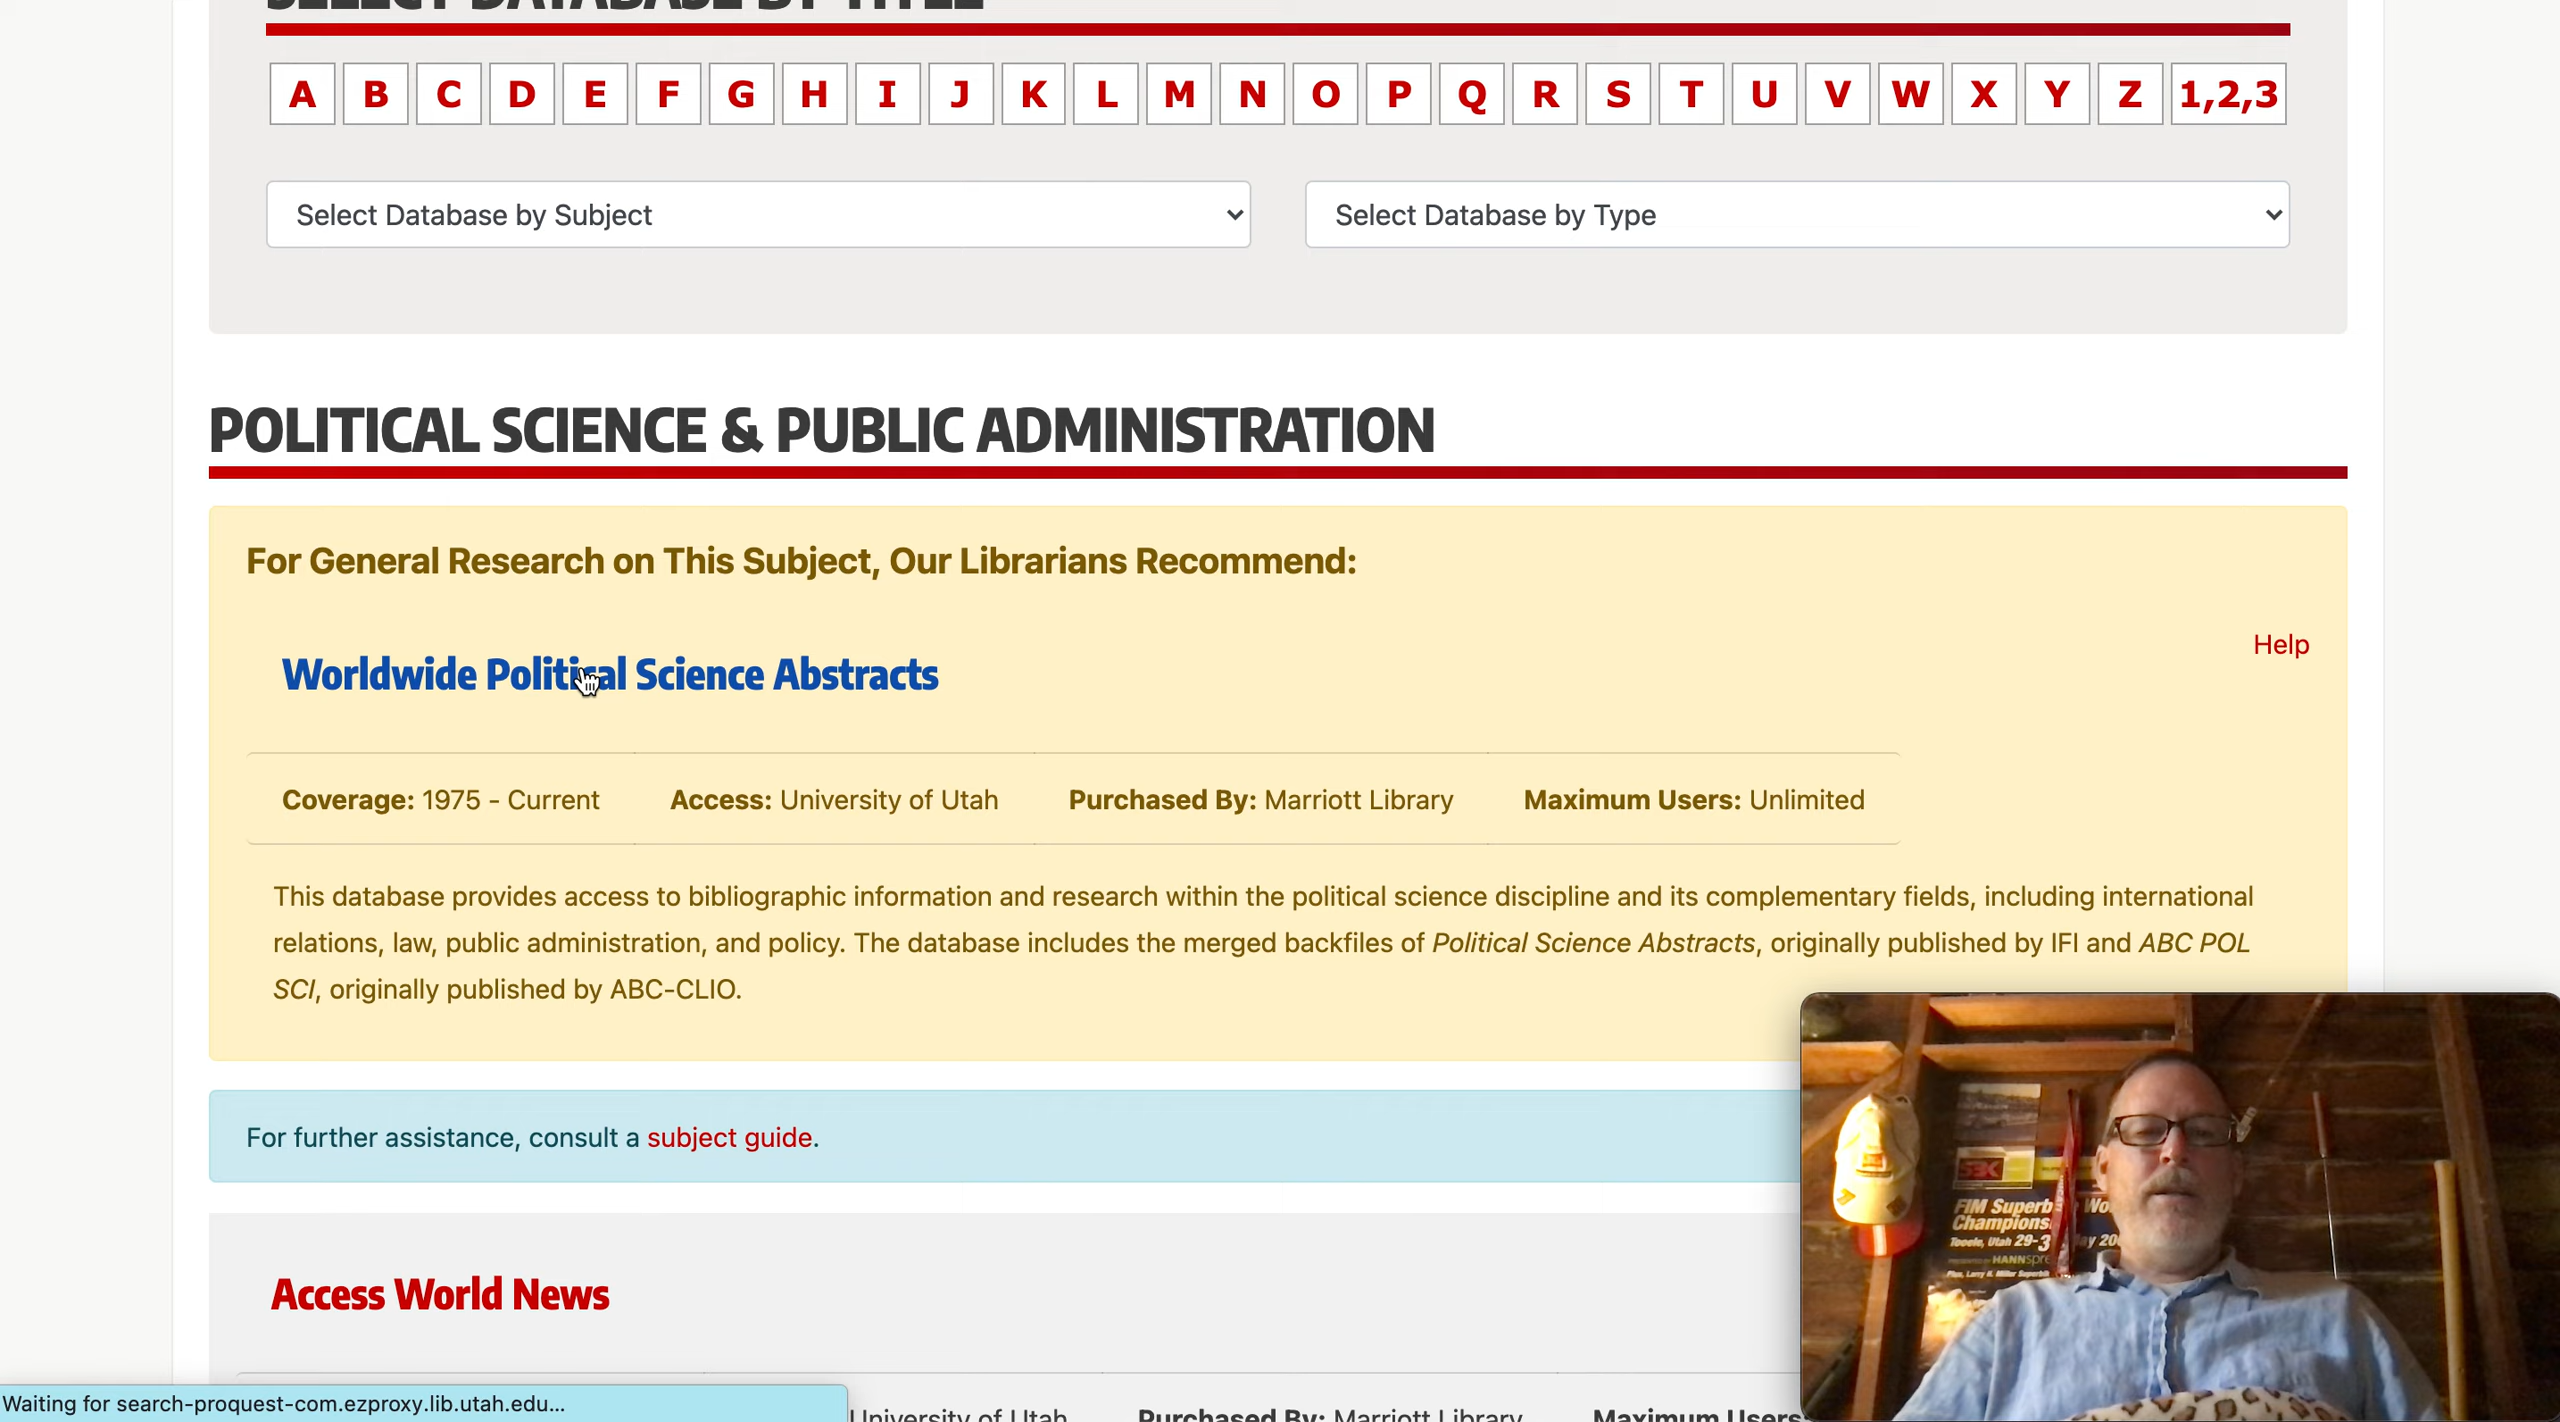 SELECT DATABASE BY TITLE
A B C D E F G H I J K L M N O P Q R S T U V W X Y Z 1,2,3
Select Database by Subject Select Database by Type
POLITICAL SCIENCE & PUBLIC ADMINISTRATION
For General Research on This Subject, Our Librarians Recommend:
Help
Worldwide Political Science Abstracts
Coverage: 1975 - Current Access: University of Utah Purchased By: Marriott Library Maximum Users: Unlimited
This database provides access to bibliographic information and research within the political science discipline and its complementary fields, including international
relations, law, public administration, and policy. The database includes the merged backfiles of Political Science Abstracts, originally published by IFI and ABC POL
SCI, originally published by ABC-CLIO.
For further assistance, consult a subject guide.
Access World News
University of Utah Purchased By: Marriott Library Maximum Users:
Waiting for search-proquest-com.ezproxy.lib.utah.edu...
SBK
FIM Superb Wo
Champions
Tooele, Utah 29-3 ay 20
HANNspre